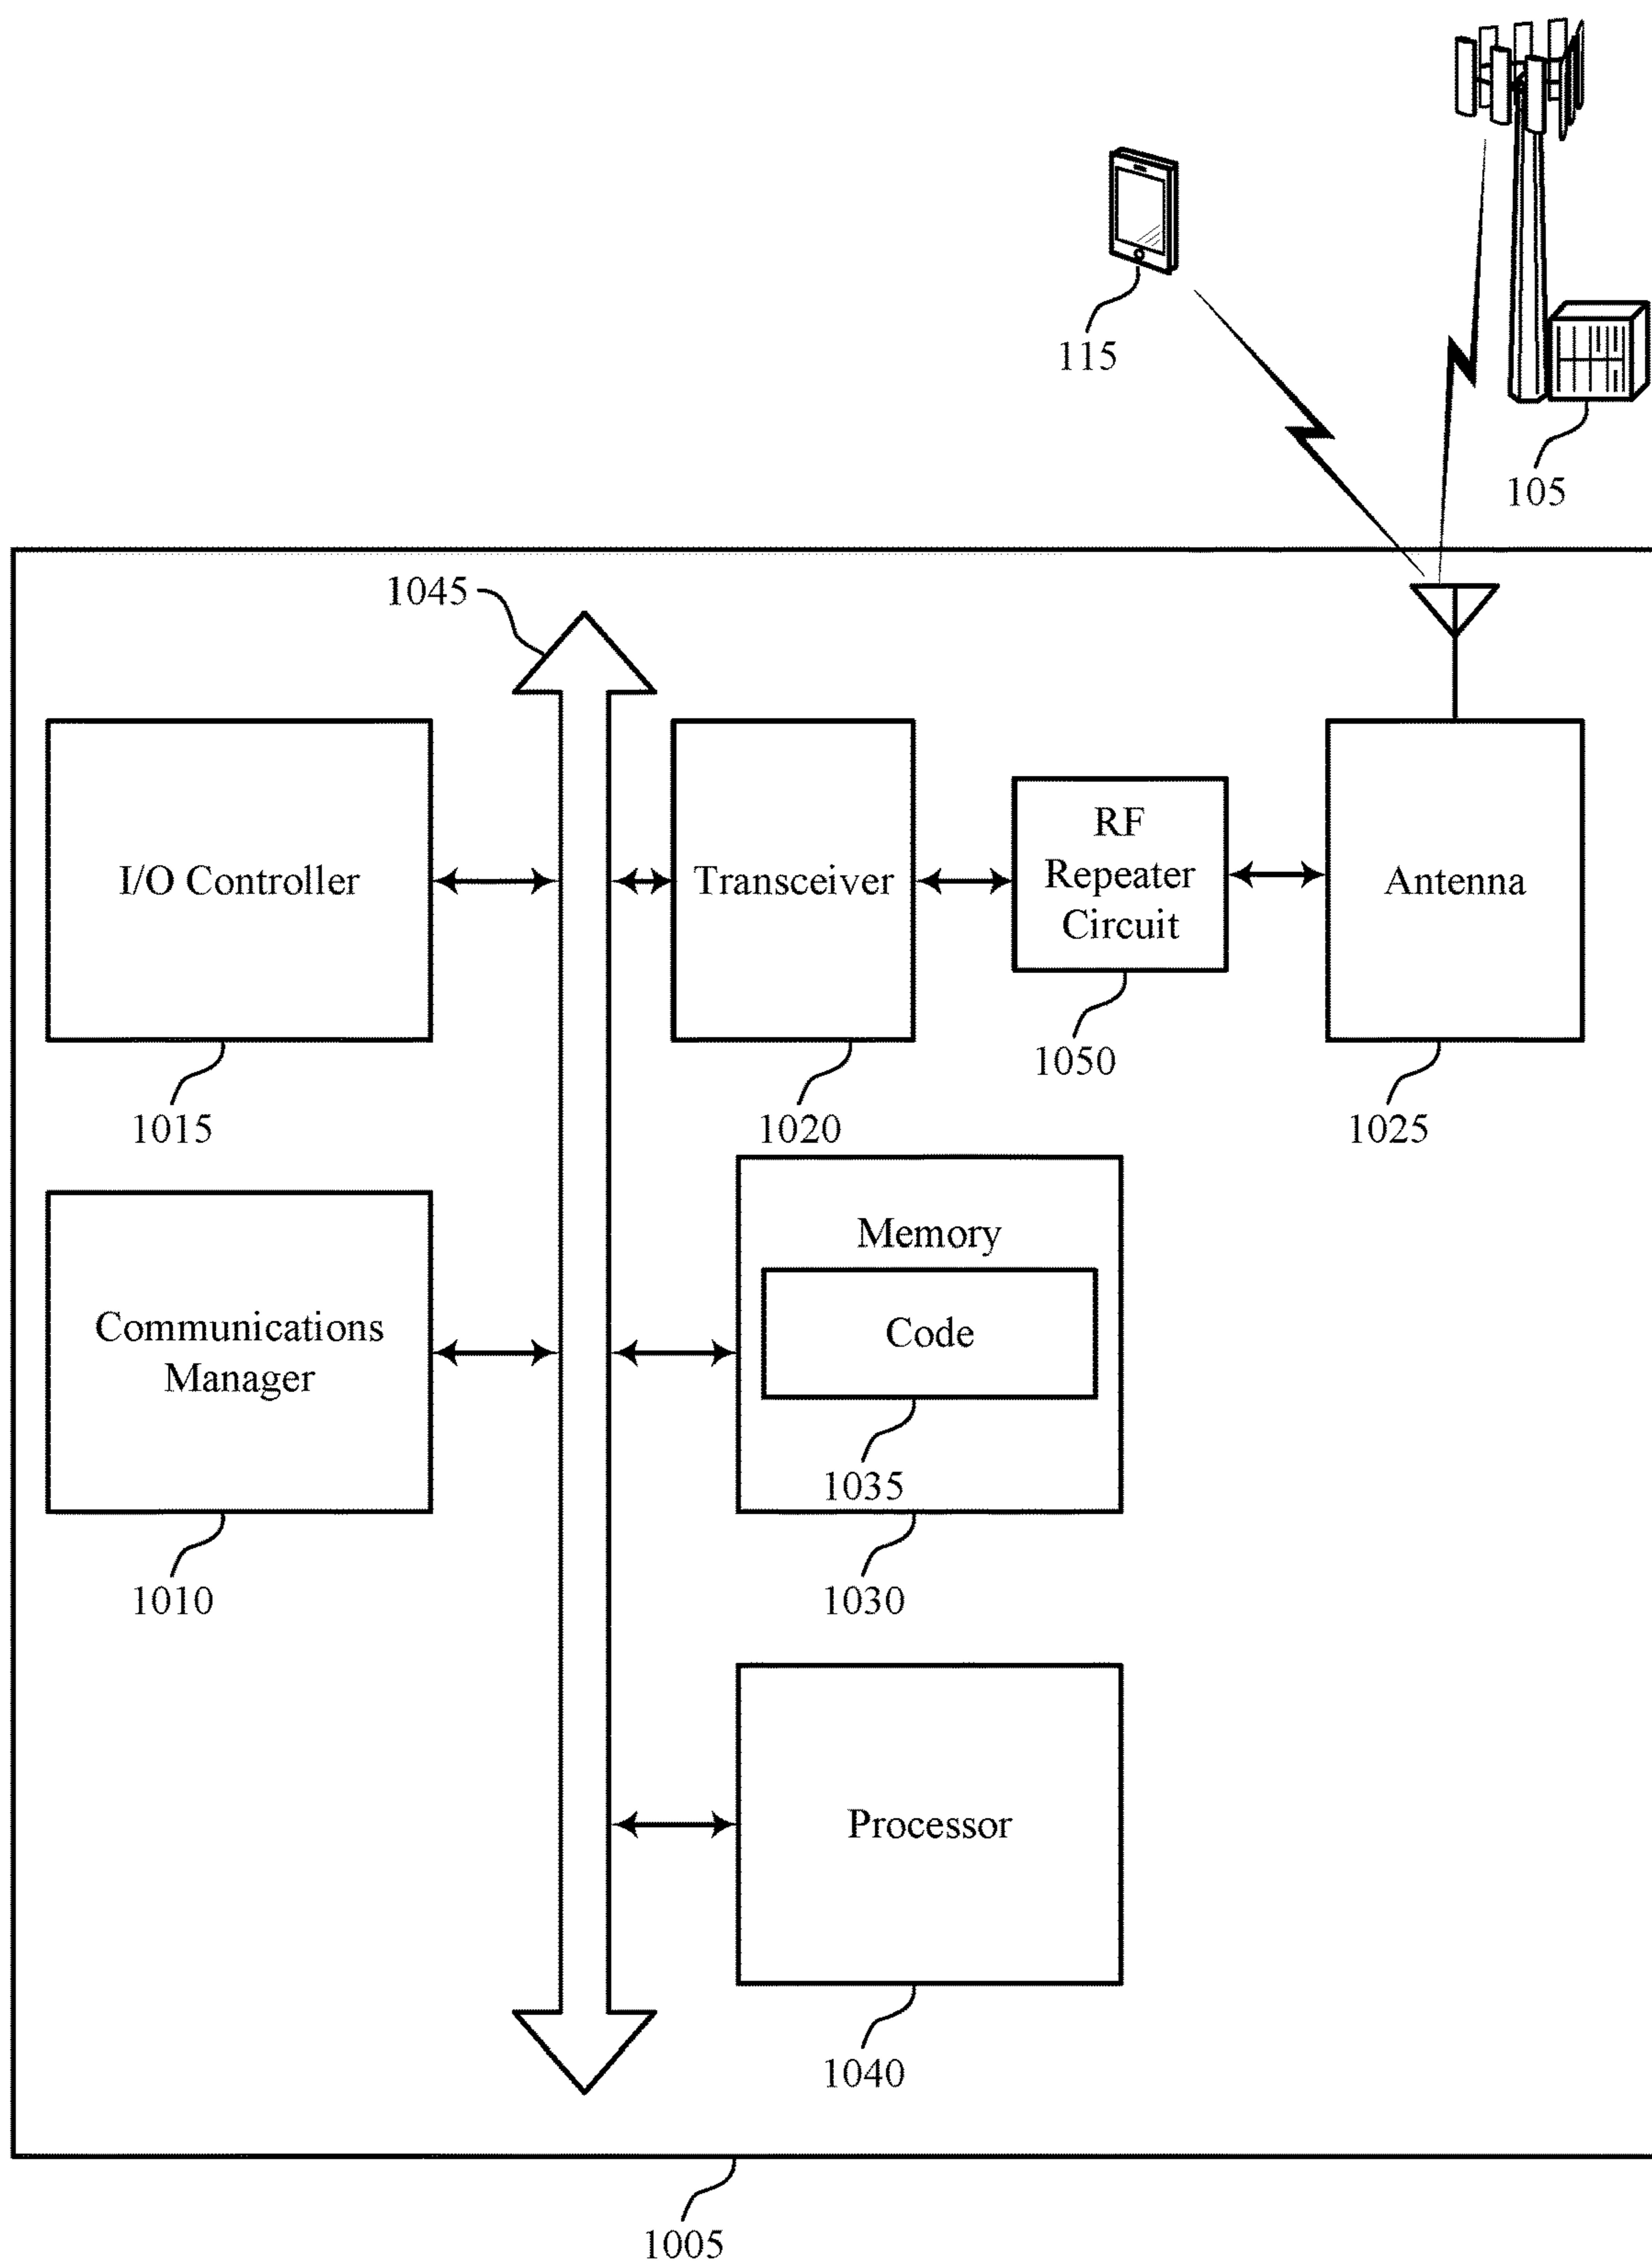 115
105
1045
I/O Controller
Transceiver
RF
Repeater
Circuit
Antenna
1015
1020
1050
1025
Communications
Manager
Memory
Code
1035
1010
1030
Processor
1040
1005